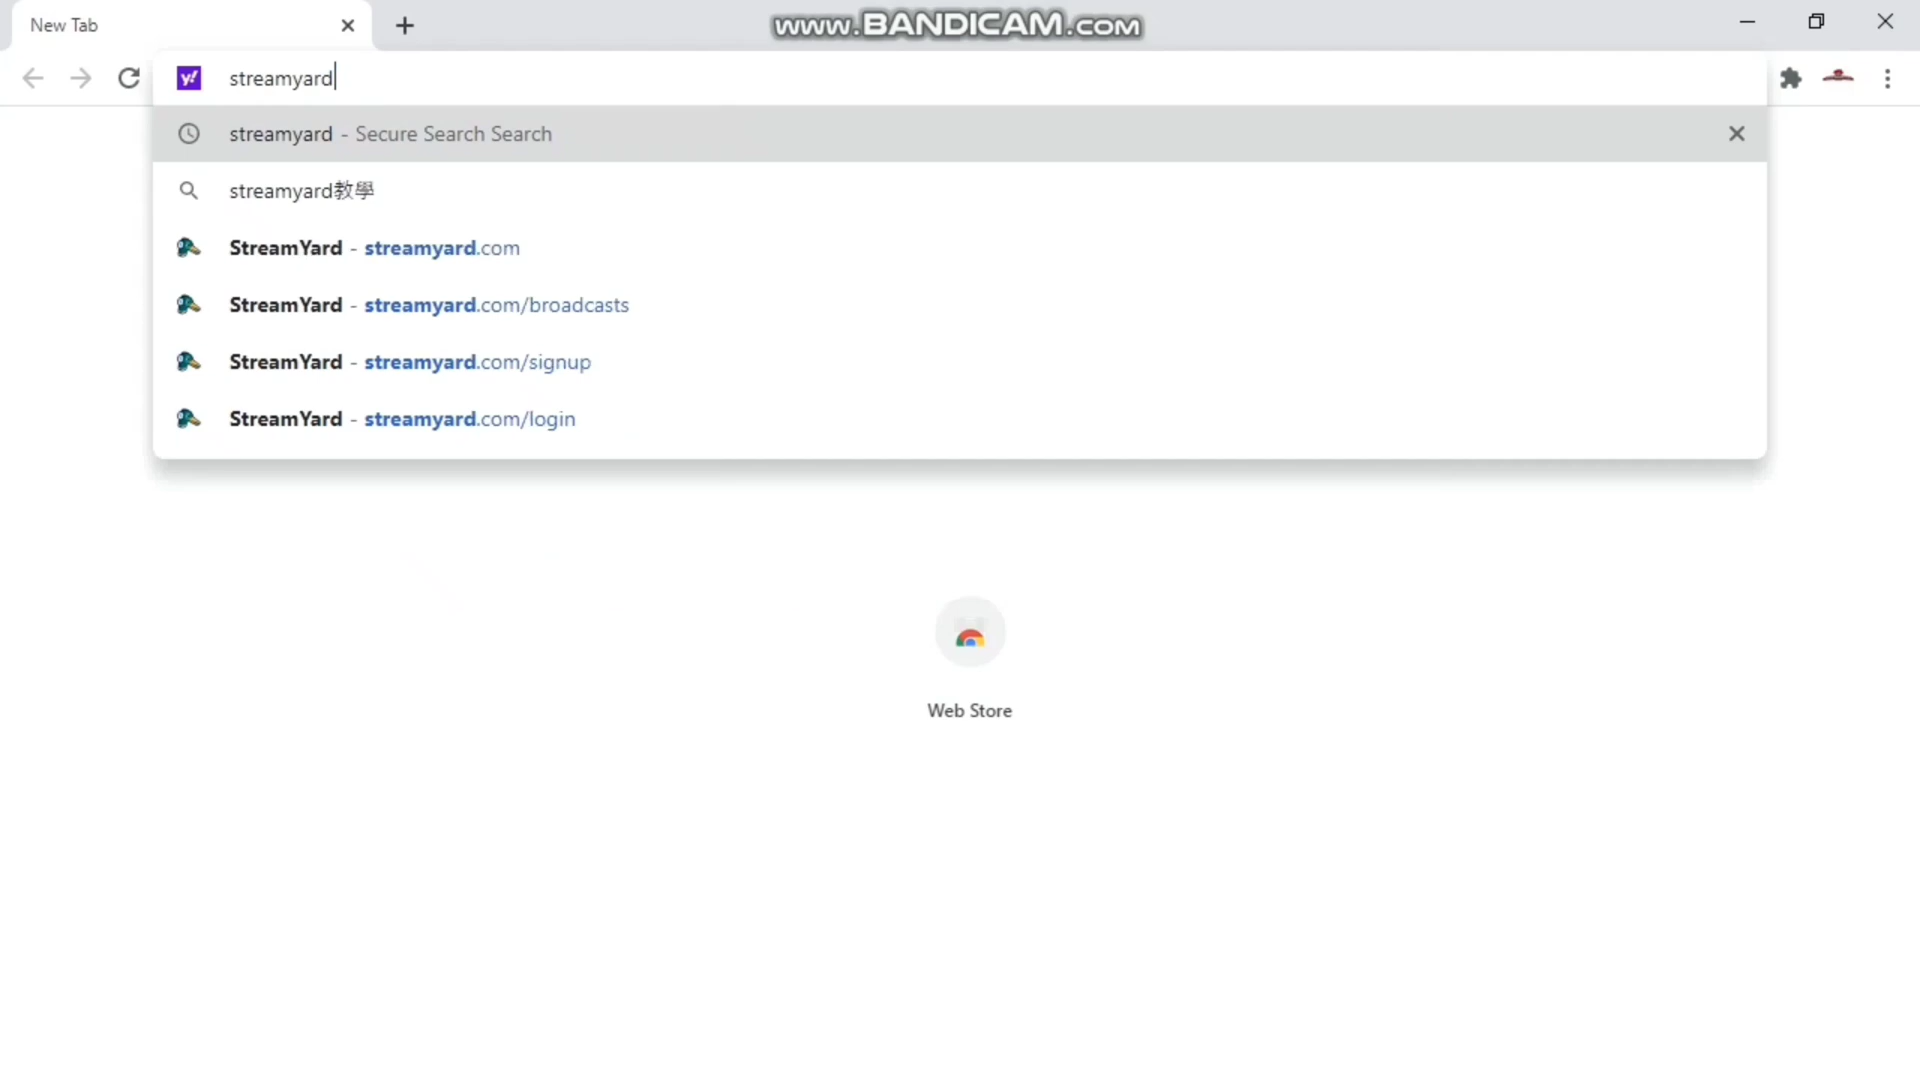 New Tab
www.BANDICAM.com
y!
streamyard
streamyard - Secure Search Search
streamyard教學
StreamYard - streamyard.com
StreamYard - streamyard.com/broadcasts
StreamYard - streamyard.com/signup
StreamYard - streamyard.com/login
Web Store